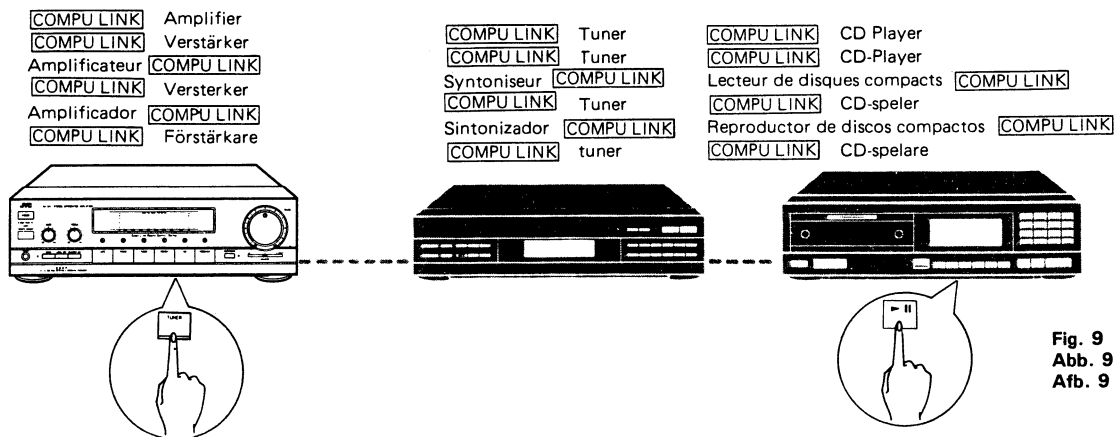 COMPU LINK Amplifier
COMPU LINK Verstärker
Amplificateur COMPU LINK
COMPU LINK Versterker
Amplificador COMPU LINK
COMPU LINK Förstärkare
COMPU LINK Tuner
COMPU LINK Tuner
Syntoniseur COMPU LINK
COMPU LINK Tuner
Sintonizador COMPU LINK
COMPU LINK tuner
COMPU LINK CD Player
COMPU LINK CD-Player
Lecteur de disques compacts COMPU LINK
COMPU LINK CD-speler
Reproductor de discos compactos COMPU LINK
COMPU LINK CD-spelare
JVC
TUNER
Fig. 9
Abb. 9
Afb. 9